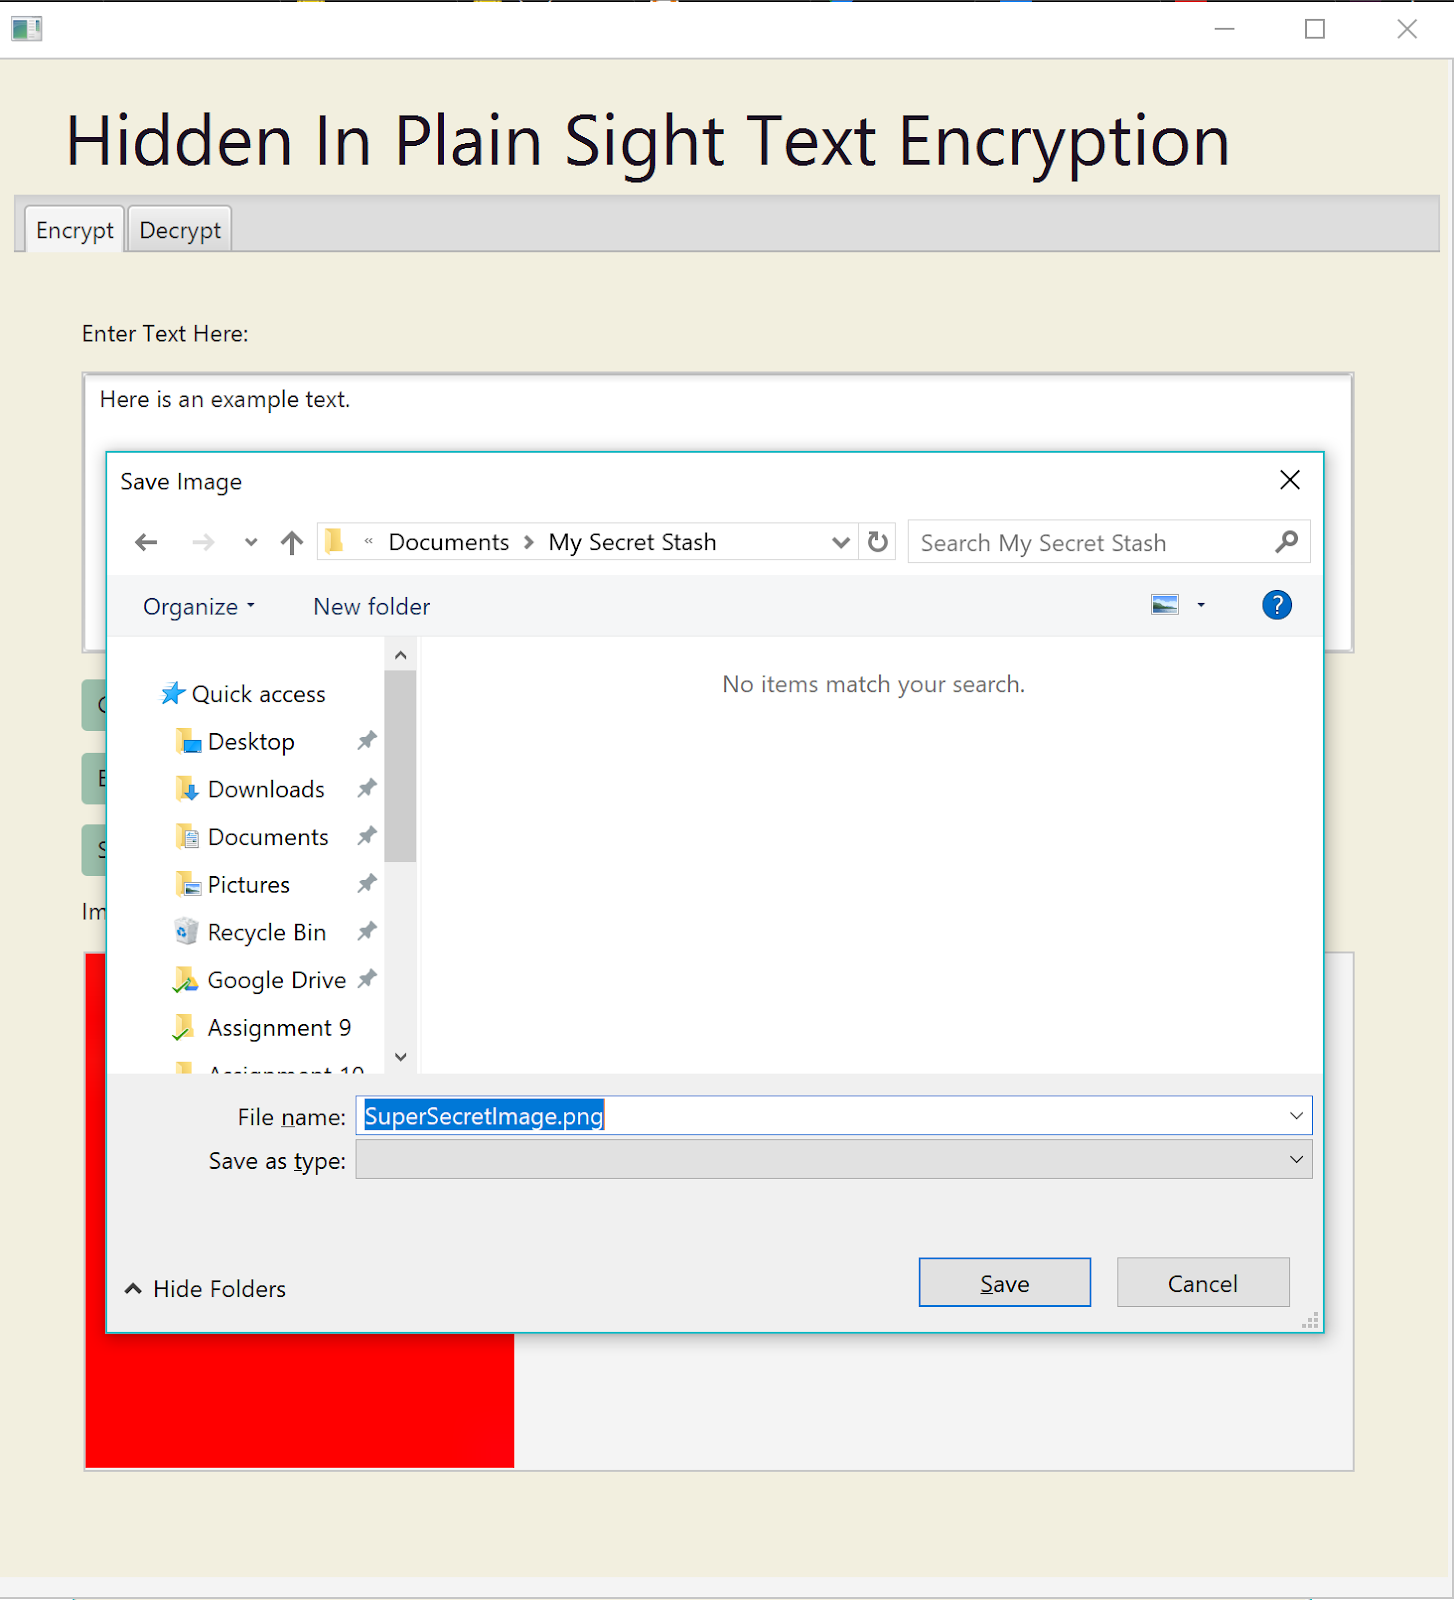 Hidden In Plain Sight Text Encryption
Encrypt Decrypt
Enter Text Here:
Here is an example text.
Save Image
« Documents > My Secret Stash
Search My Secret Stash
Organize
New folder
?
Quick access
No items match your search.
Desktop
Downloads
Documents
Pictures
Recycle Bin
Google Drive
Assignment 9
Assignment 10
File name: SuperSecretImage.png
Save as type:
Hide Folders
Save
Cancel